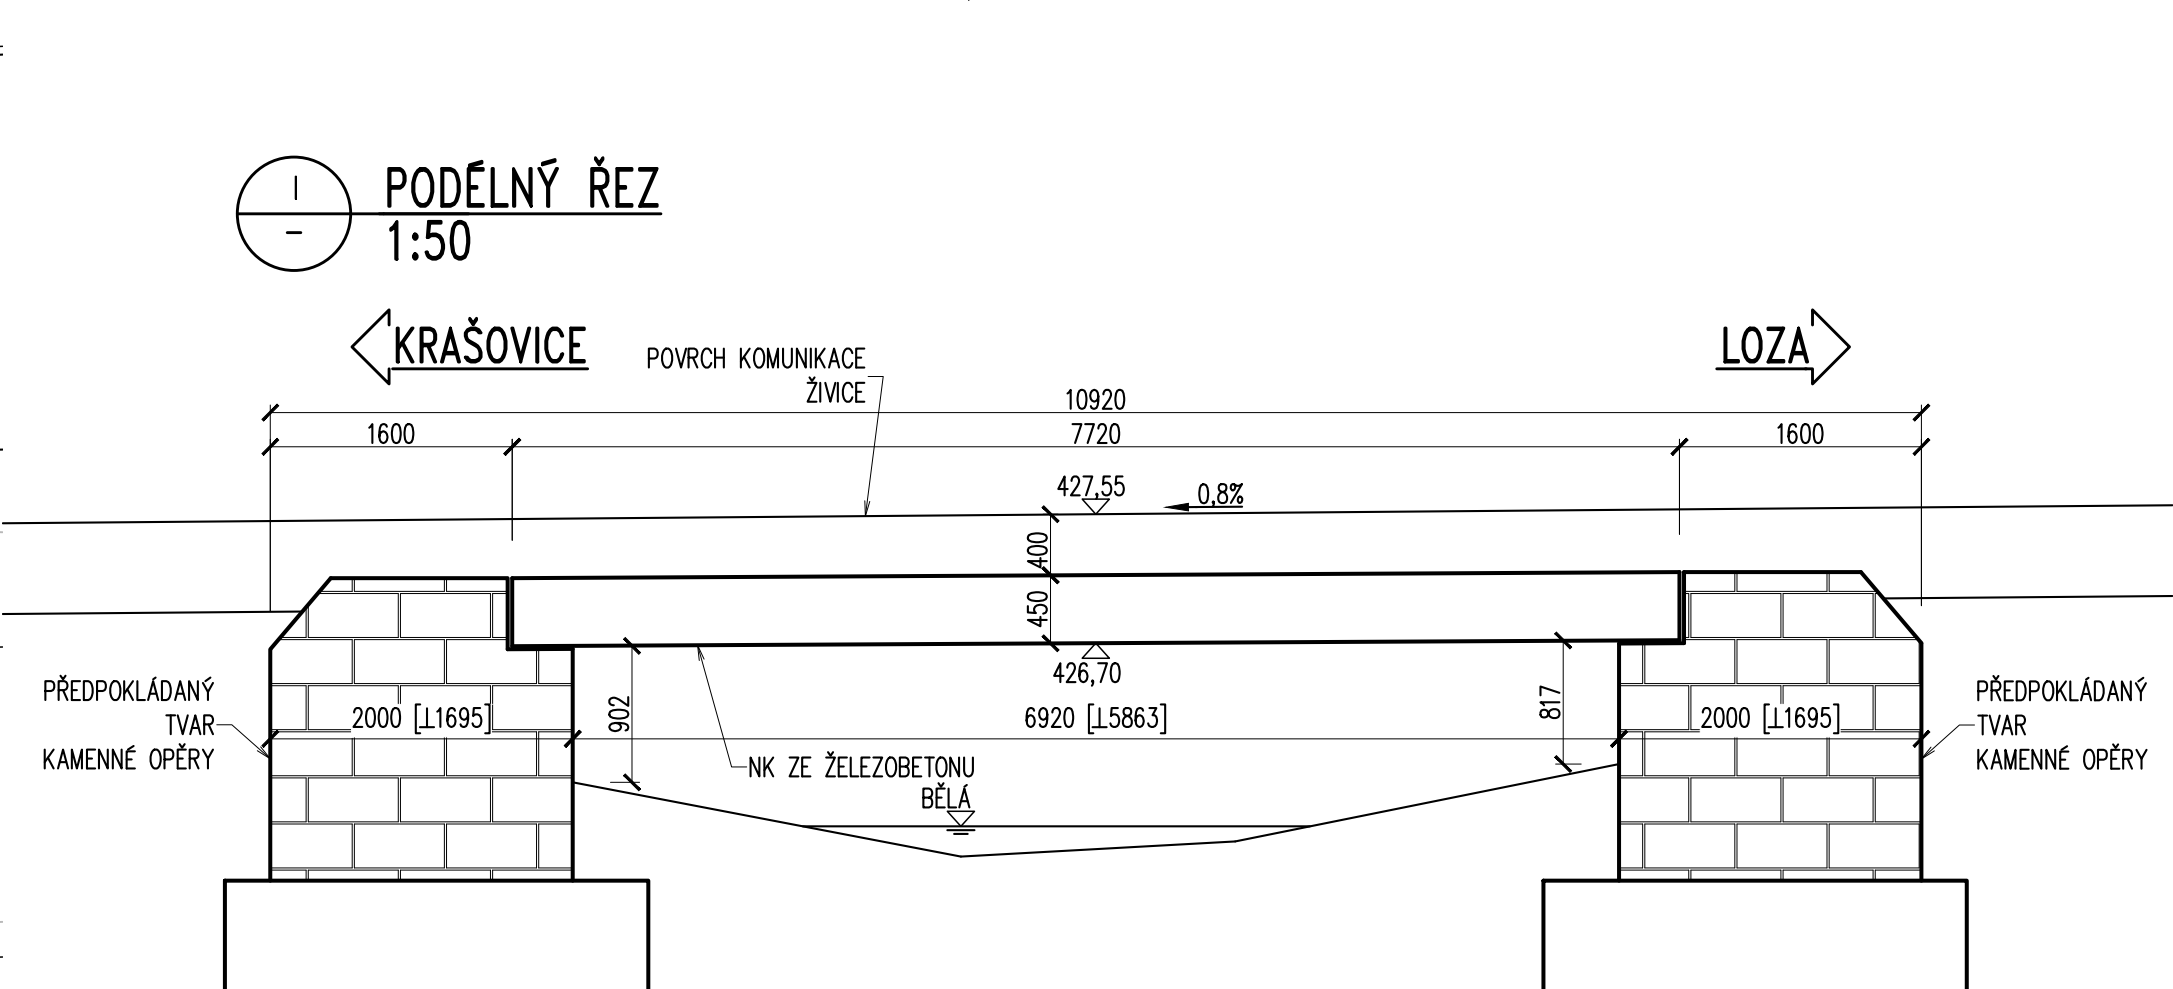 I
PODÉLNÝ ŘEZ
–
1:50
KRAŠOVICE
LOZA
POVRCH KOMUNIKACE
ŽIVICE
10920
1600
7720
1600
427,55
0,8%
400
450
426,70
PŘEDPOKLÁDANÝ
TVAR
KAMENNÉ OPĚRY
2000 [⊥1695]
902
6920 [⊥5863]
817
2000 [⊥1695]
PŘEDPOKLÁDANÝ
TVAR
KAMENNÉ OPĚRY
NK ZE ŽELEZOBETONU
BĚLÁ